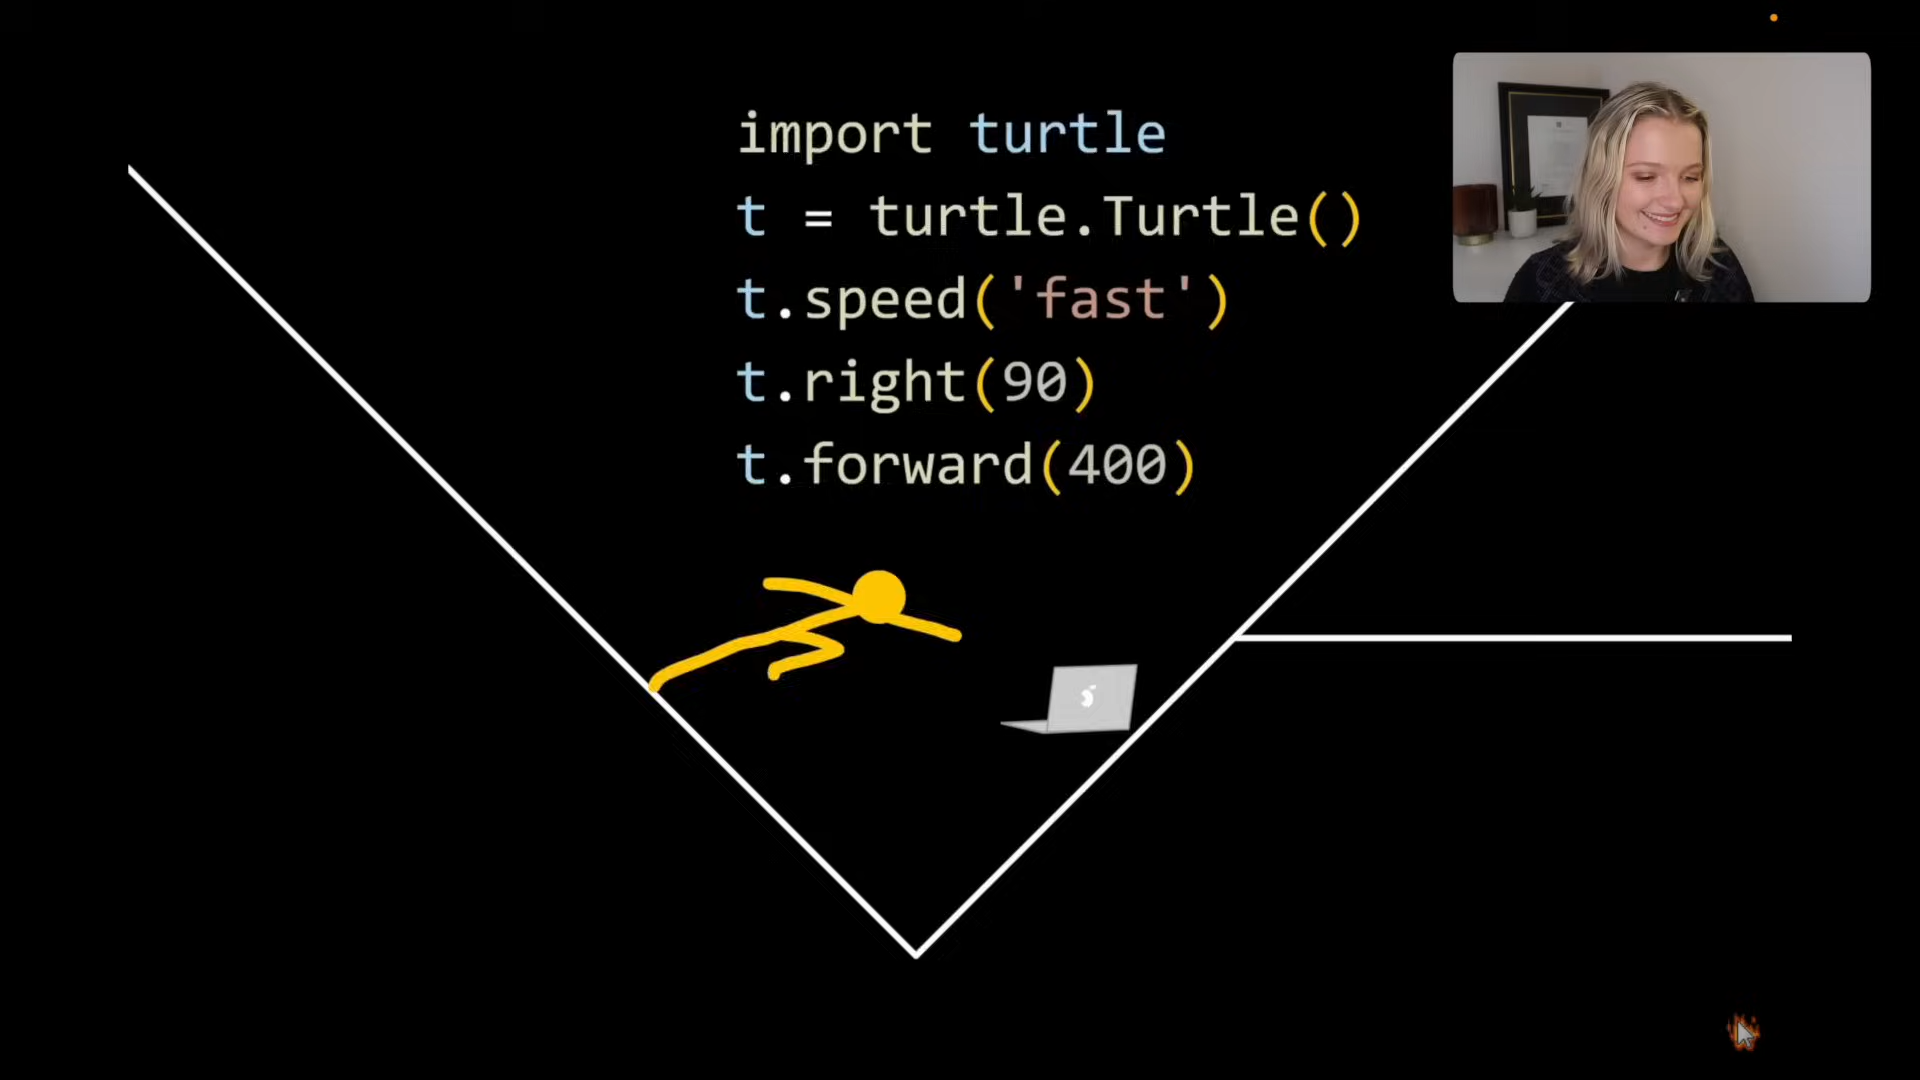 import turtle
t = turtle.Turtle()
t.speed('fast')
t.right(90)
t.forward(400)